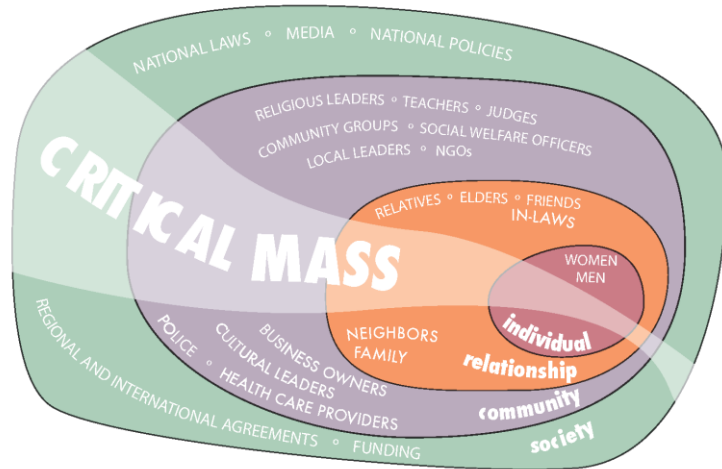 NATIONAL LAWS ° MEDIA ° NATIONAL POLICIES
RELIGIOUS LEADERS ° TEACHERS ° JUDGES
COMMUNITY GROUPS ° SOCIAL WELFARE OFFICERS
LOCAL LEADERS ° NGOs
CRITICAL MASS
RELATIVES ° ELDERS ° FRIENDS
IN-LAWS
WOMEN
MEN
individual
NEIGHBORS
FAMILY
relationship
BUSINESS OWNERS
CULTURAL LEADERS
POLICE ° HEALTH CARE PROVIDERS
community
REGIONAL AND INTERNATIONAL AGREEMENTS ° FUNDING
society